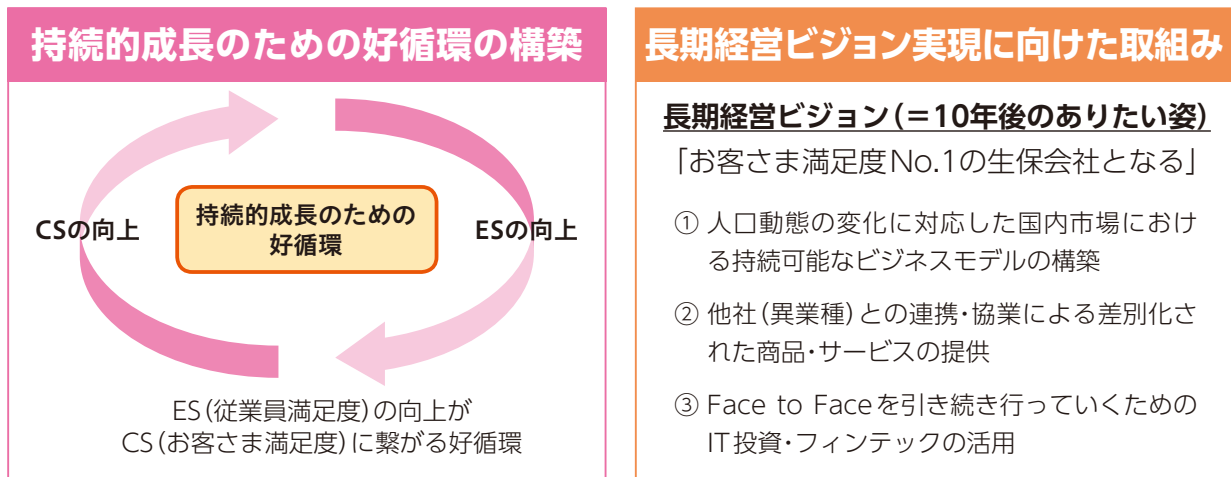 持続的成長のための好循環の構築
CSの向上
持続的成長のための
好循環
ESの向上
ES(従業員満足度)の向上が
CS(お客さま満足度)に繋がる好循環
長期経営ビジョン実現に向けた取組み
長期経営ビジョン(=10年後のありたい姿)
「お客さま満足度No.1の生保会社となる」
① 人口動態の変化に対応した国内市場におけ
る持続可能なビジネスモデルの構築
② 他社(異業種)との連携・協業による差別化さ
れた商品・サービスの提供
③ Face to Faceを引き続き行っていくための
IT投資・フィンテックの活用